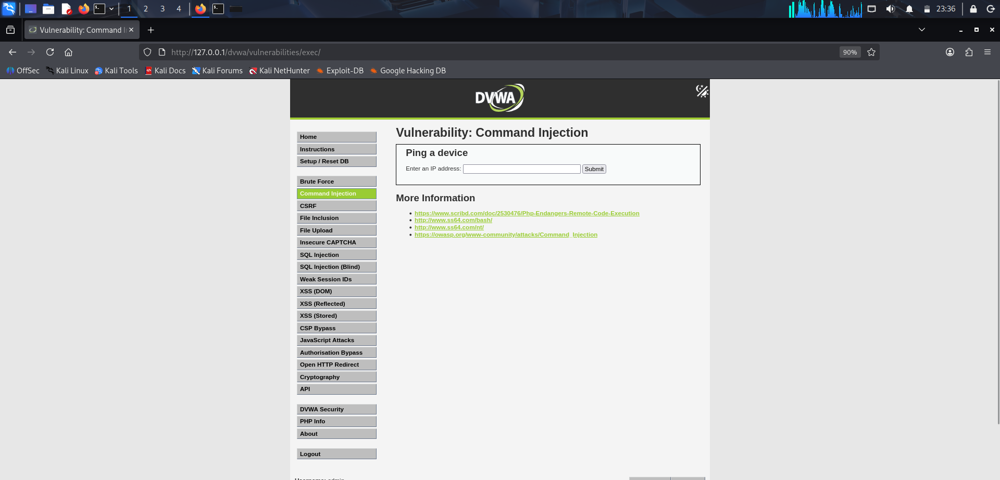 1 2 3 4 23:36
Vulnerability: Command I
http://127.0.0.1/dvwa/vulnerabilities/exec/ 90%
OffSec Kali Linux Kali Tools Kali Docs Kali Forums Kali NetHunter Exploit-DB Google Hacking DB
DVWA
Home
Instructions
Setup / Reset DB
Brute Force
Command Injection
CSRF
File Inclusion
File Upload
Insecure CAPTCHA
SQL Injection
SQL Injection (Blind)
Weak Session IDs
XSS (DOM)
XSS (Reflected)
XSS (Stored)
CSP Bypass
JavaScript Attacks
Authorisation Bypass
Open HTTP Redirect
Cryptography
API
DVWA Security
PHP Info
About
Logout
Vulnerability: Command Injection
Ping a device
Enter an IP address: Submit
More Information
• https://www.scribd.com/doc/2530476/Php-Endangers-Remote-Code-Execution
• http://www.ss64.com/bash/
• http://www.ss64.com/nt/
• https://owasp.org/www-community/attacks/Command_Injection
Username: admin